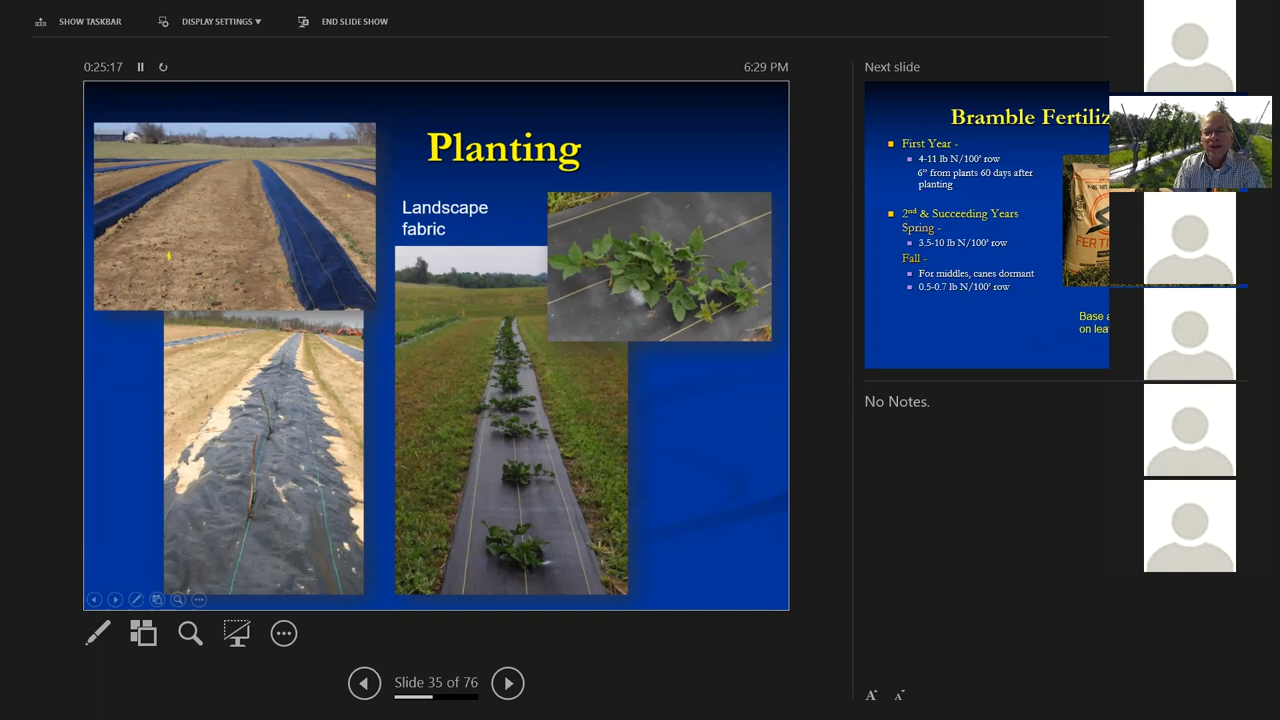 SHOW TASKBAR
DISPLAY SETTINGS ▼
END SLIDE SHOW
0:25:17
6:29 PM
Planting
Landscape
fabric
Slide 35 of 76
Next slide
Bramble Fertiliz
First Year -
4-11 lb N/100' row
6" from plants 60 days after
planting
2nd & Succeeding Years
Spring -
3.5-10 lb N/100' row
Fall -
For middles, canes dormant
0.5-0.7 lb N/100' row
FERTI
Base a
on lea
No Notes.
A
A